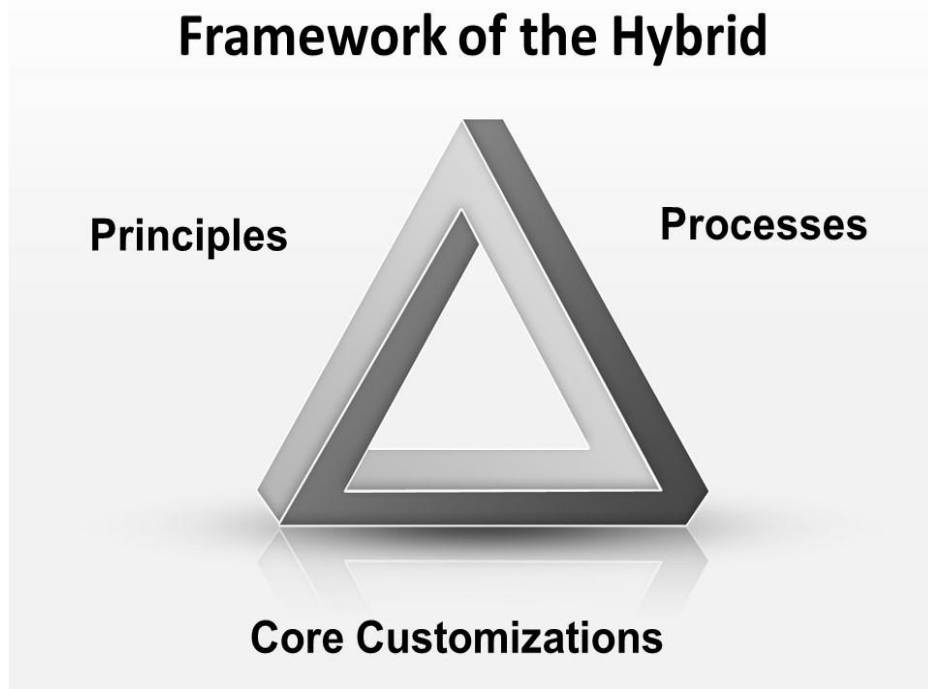 Framework of the Hybrid
Principles
Processes
Core Customizations